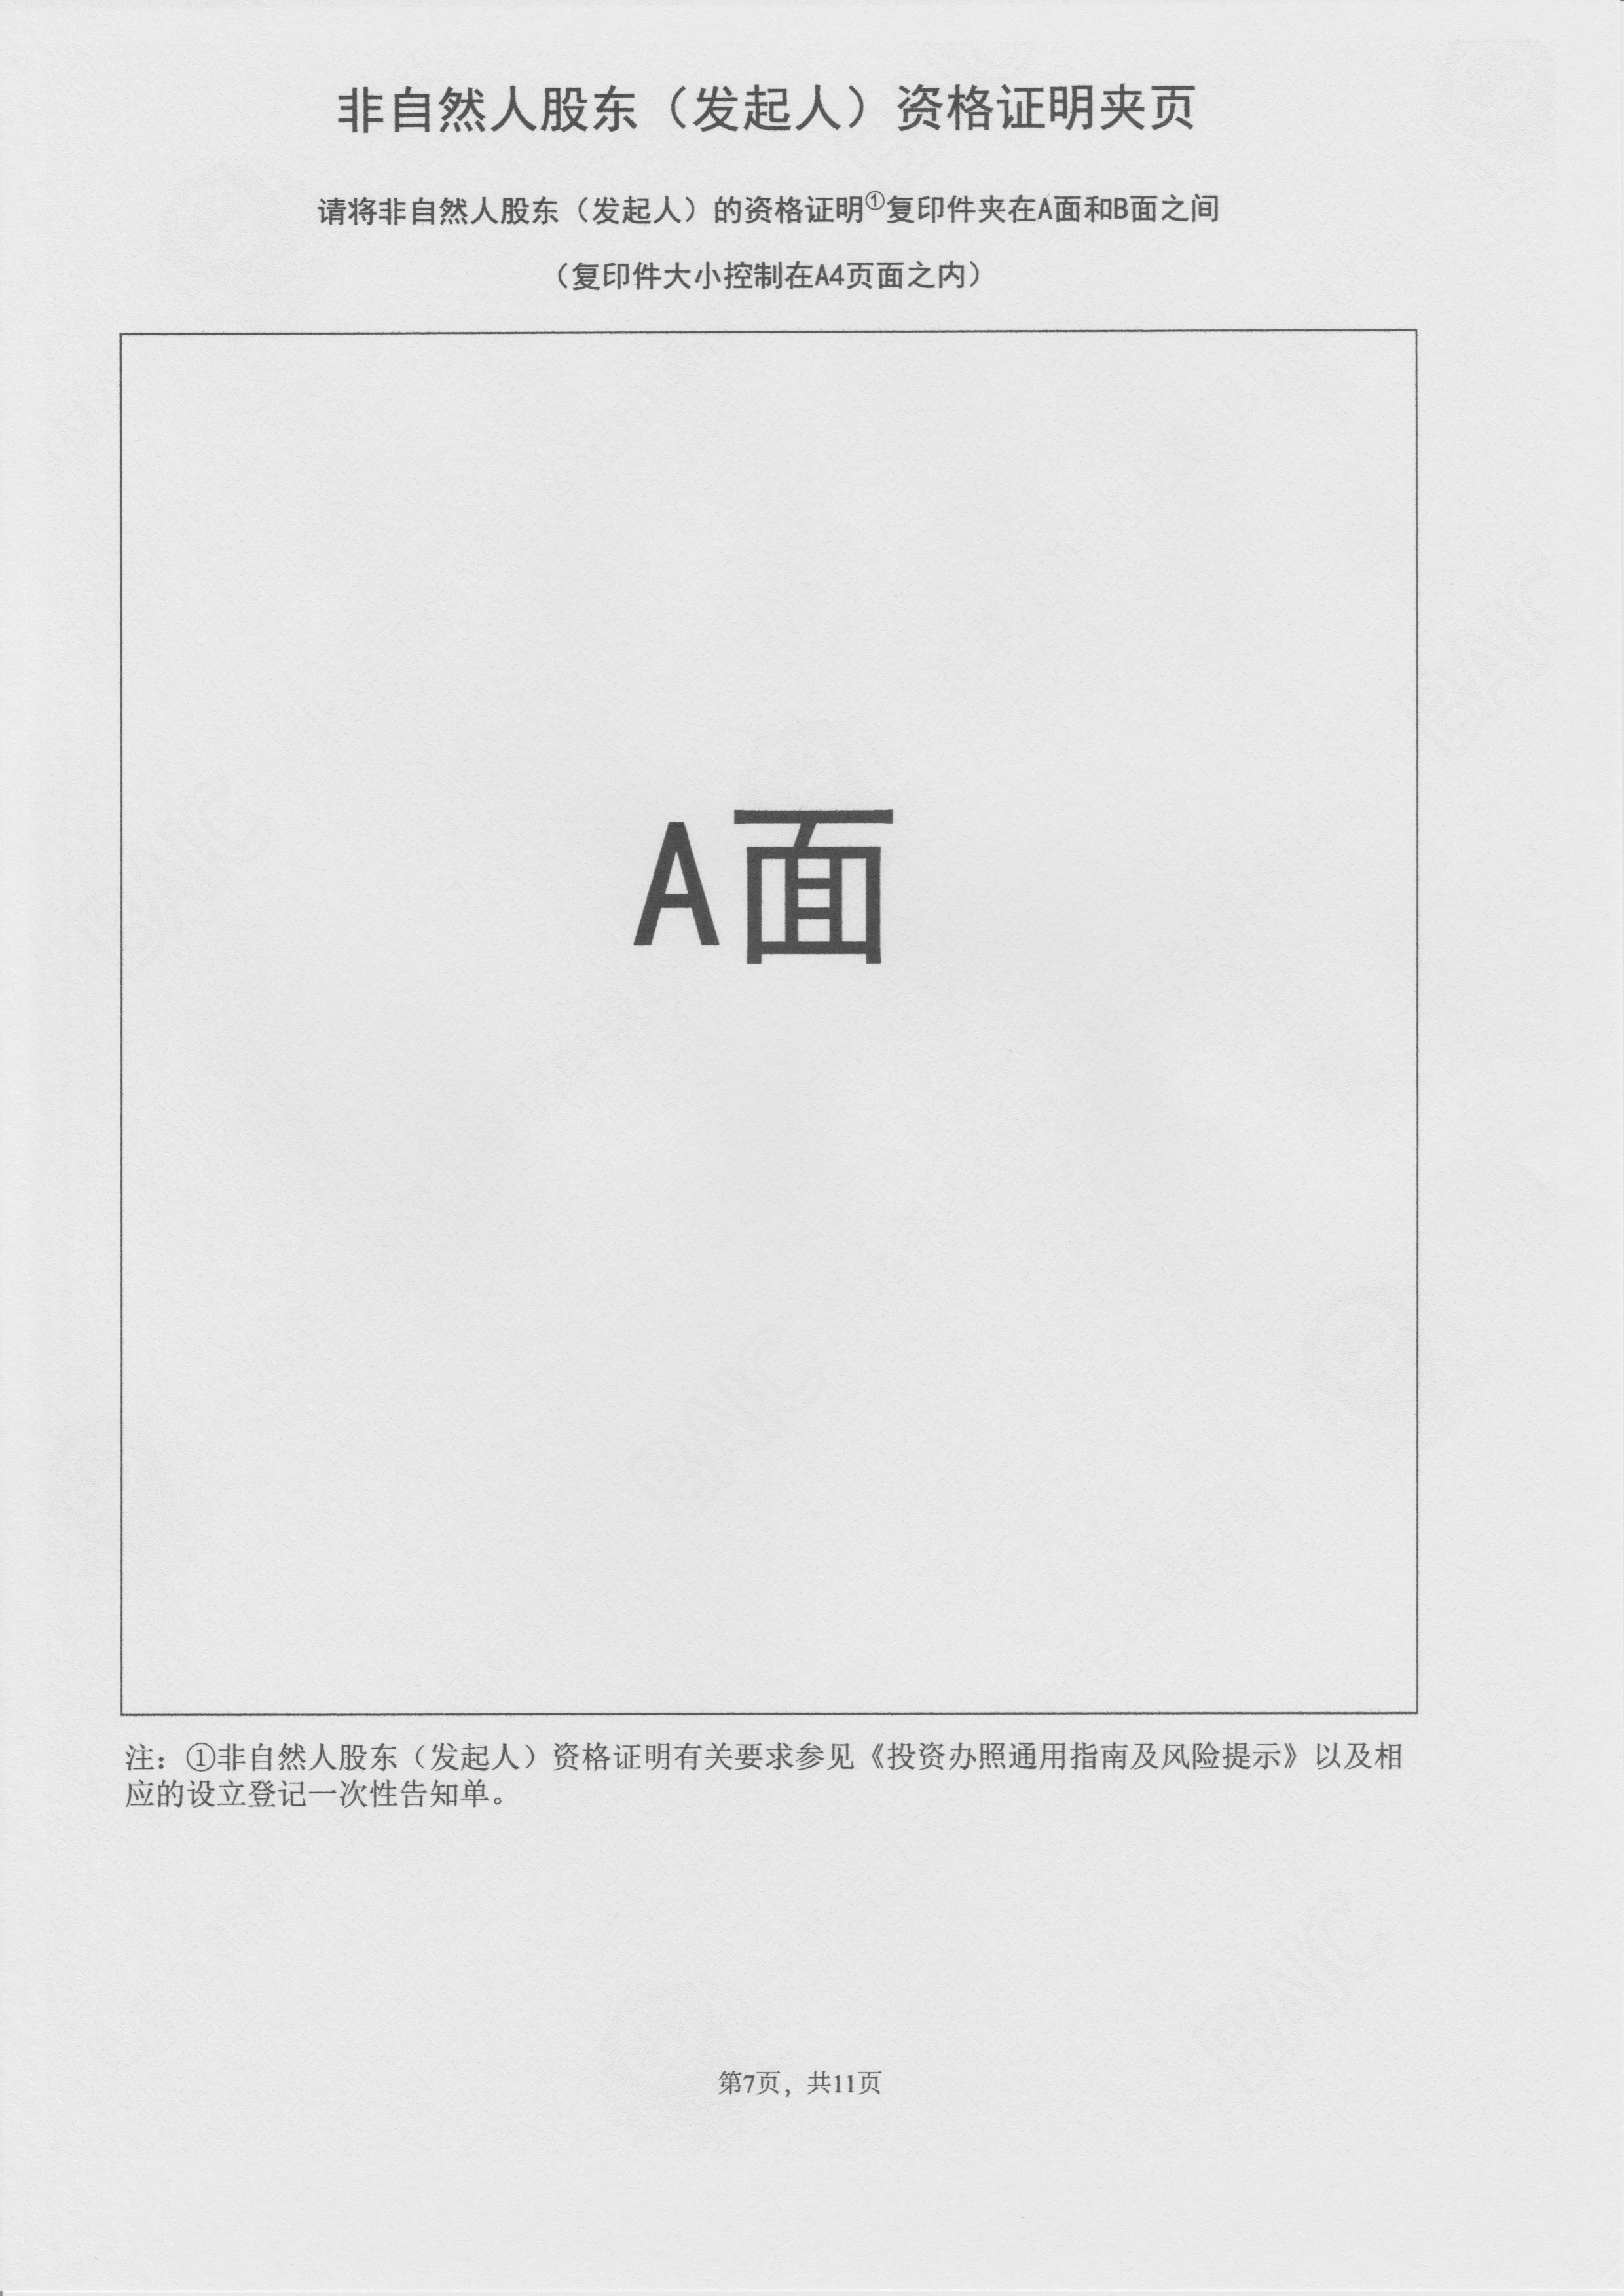 非自然人股东（发起人）资格证明夹页
请将非自然人股东（发起人）的资格证明①复印件夹在A面和B面之间
（复印件大小控制在A4页面之内）
A面
注：①非自然人股东（发起人）资格证明有关要求参见《投资办照通用指南及风险提示》以及相
应的设立登记一次性告知单。
第7页，共11页
BAIC
BAIC
BAIC
BAIC